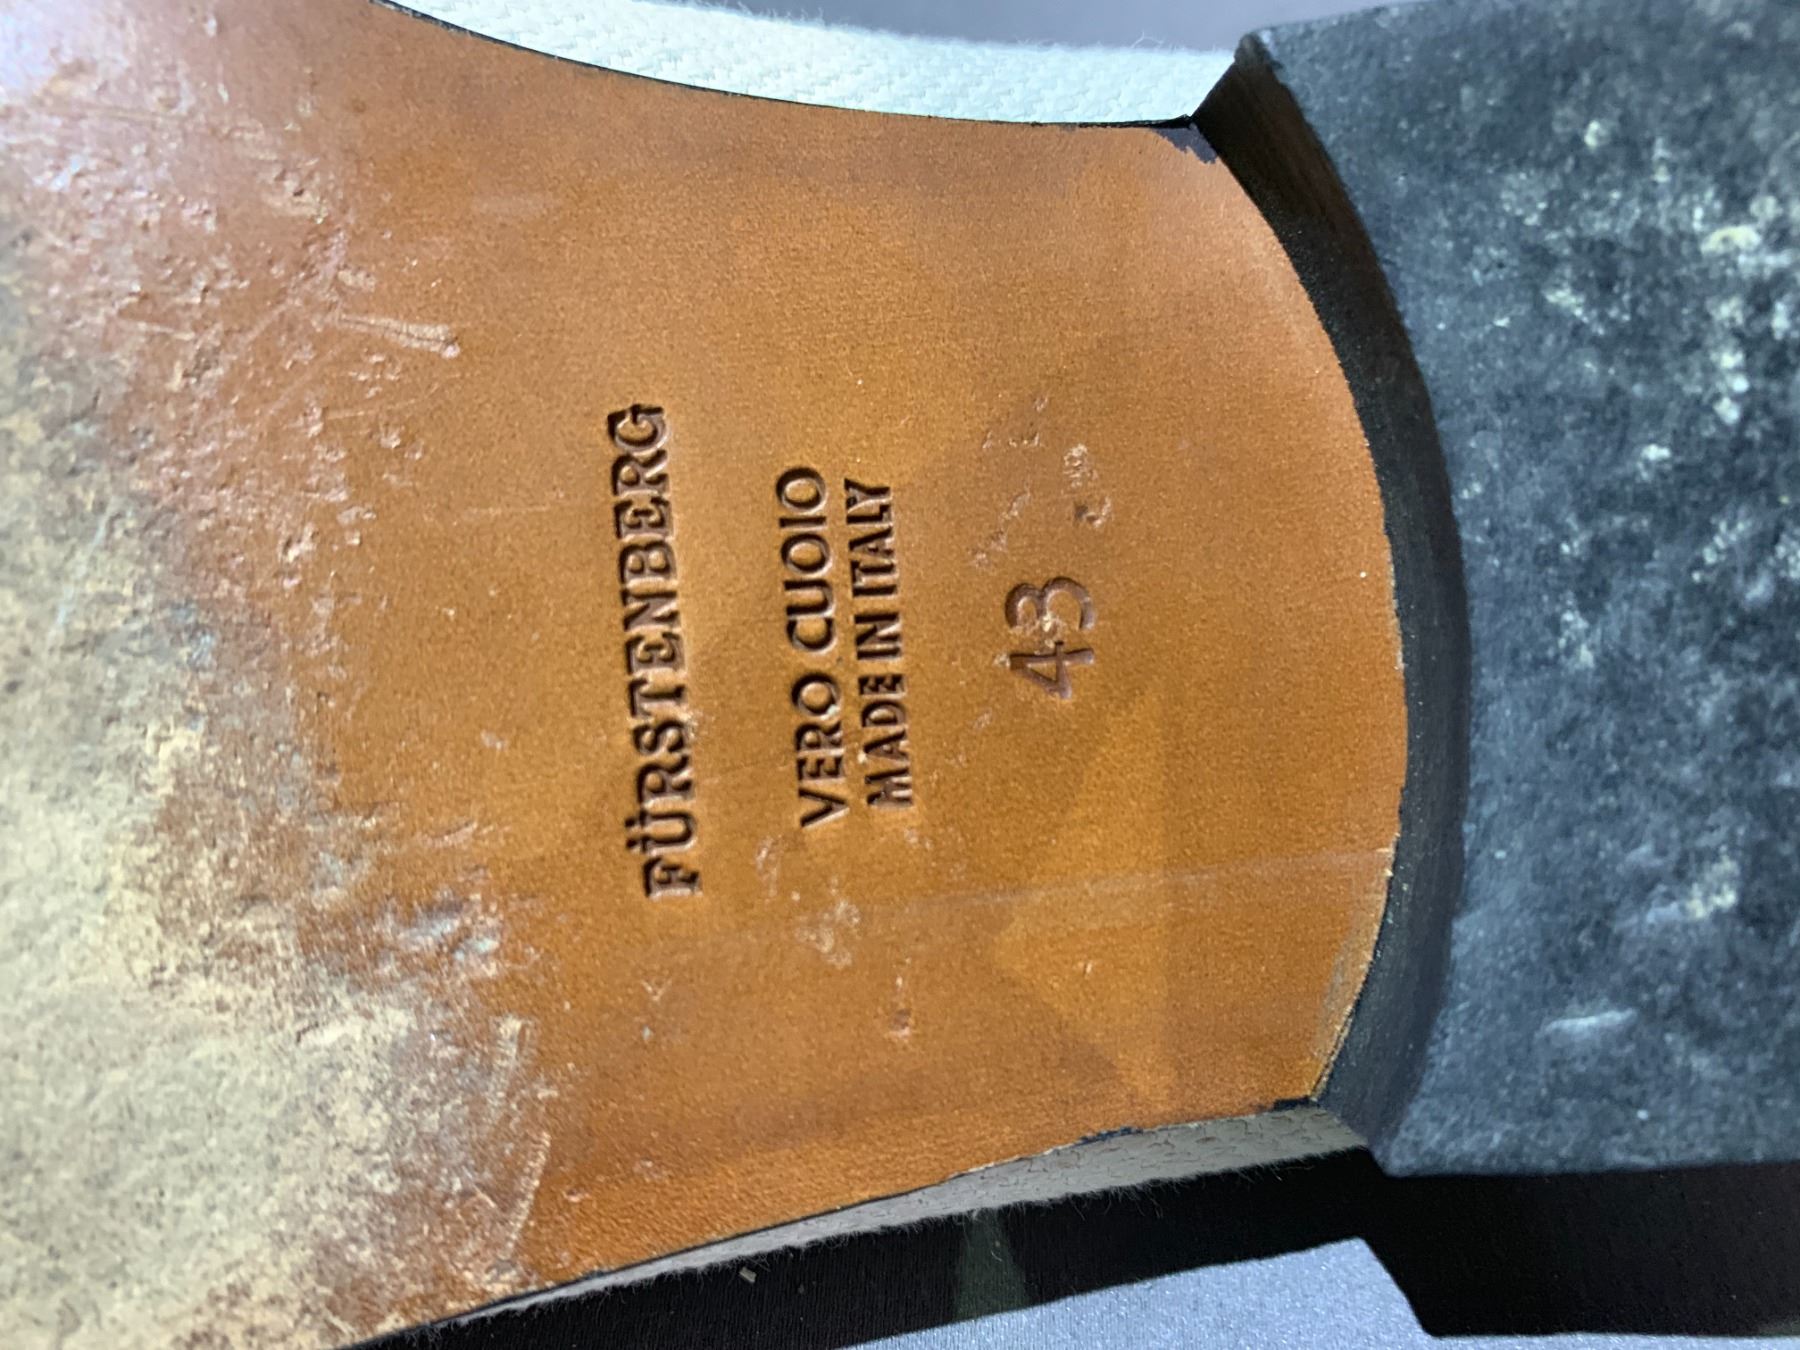 FÜRSTENBERG
VERO CUOIO
MADE IN ITALY
43